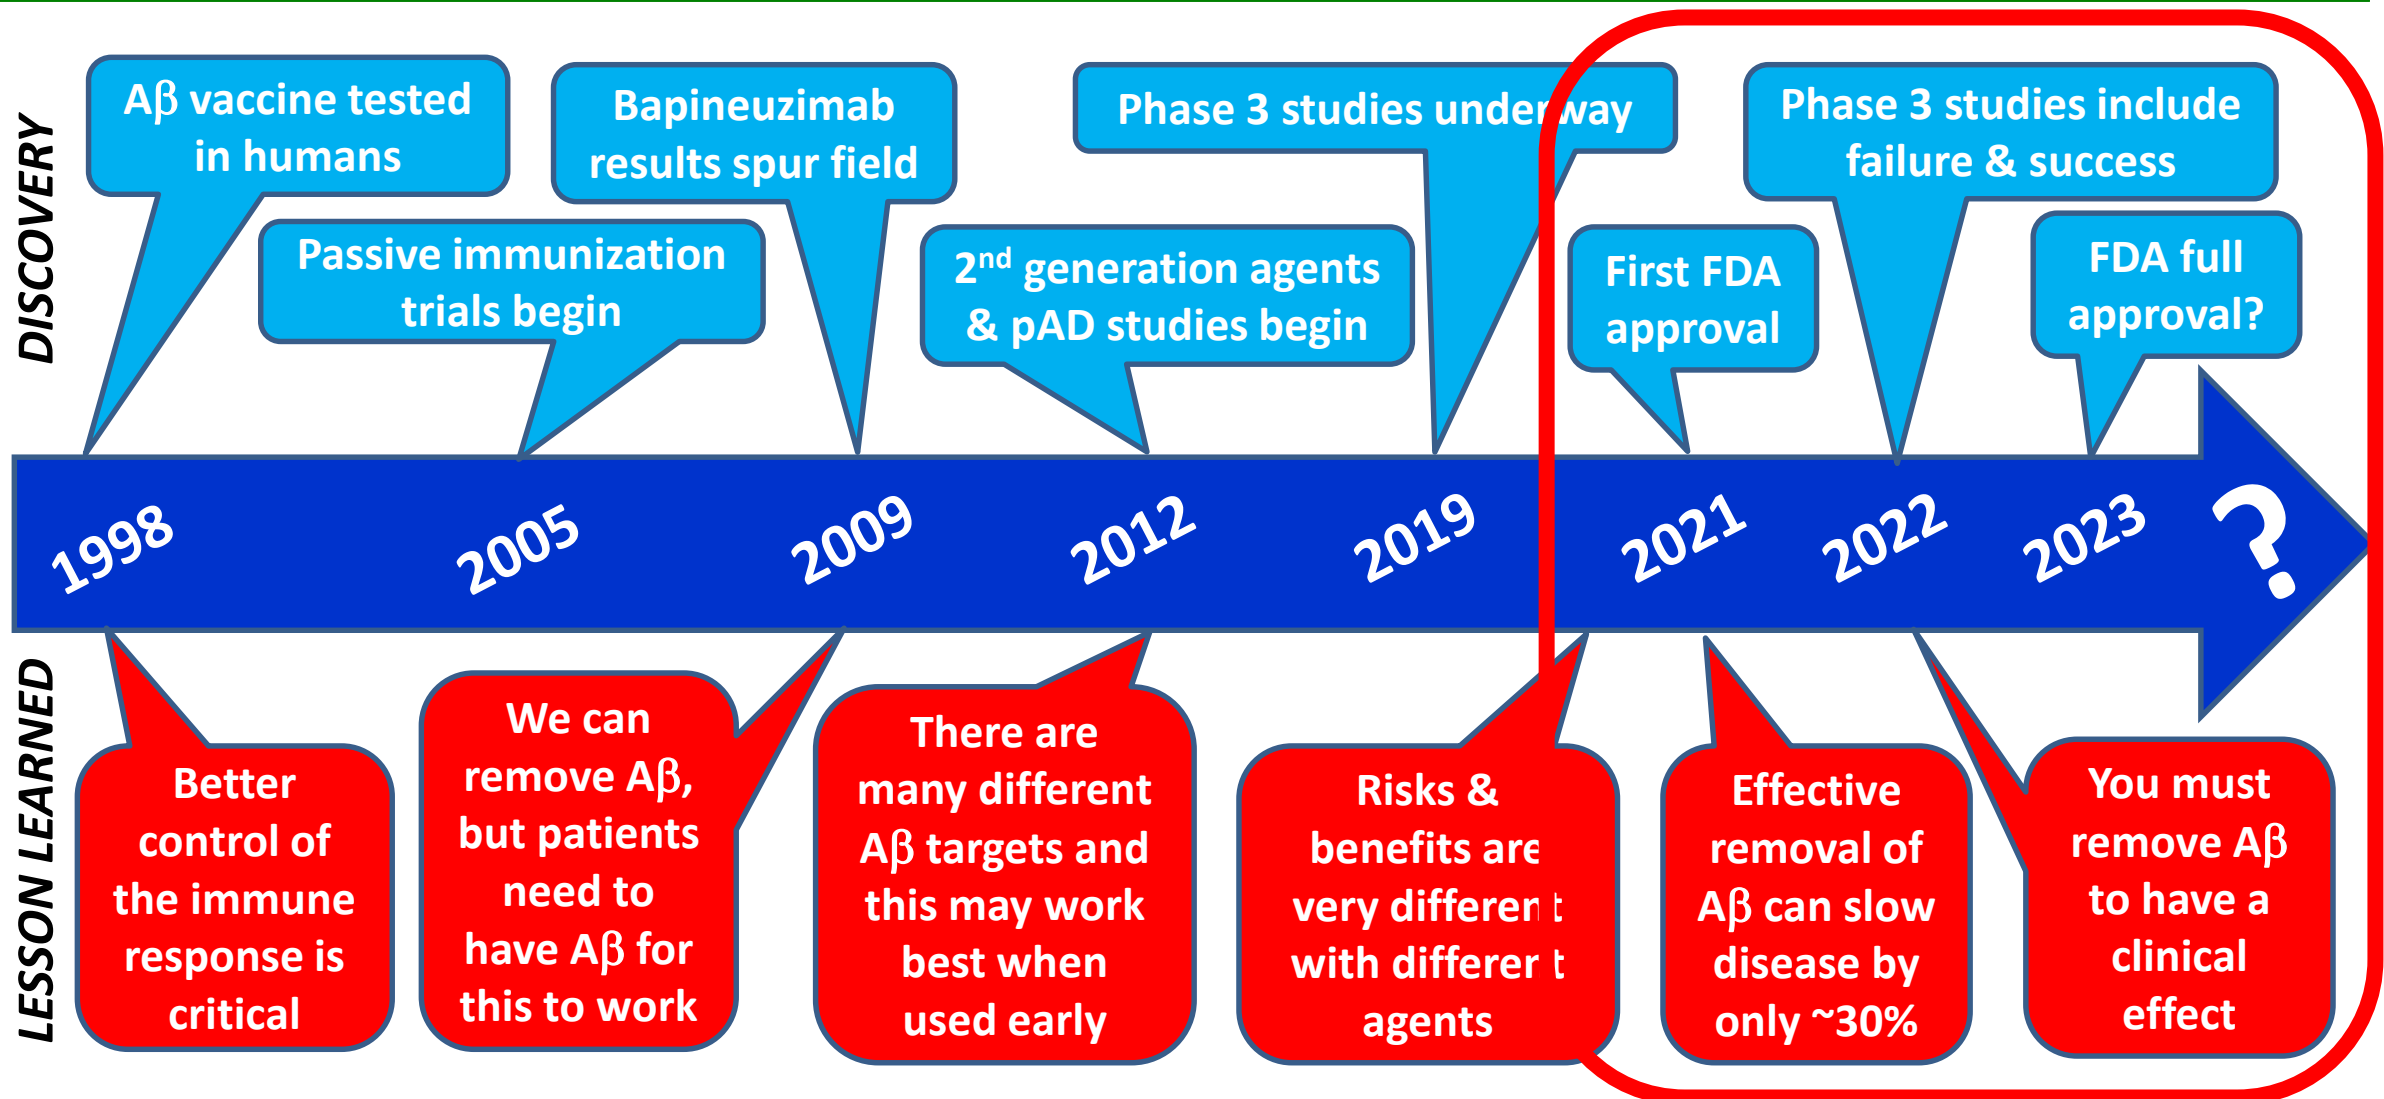 DISCOVERY
Aβ vaccine tested
in humans
Passive immunization
trials begin
Bapineuzimab
results spur field
2nd generation agents
& pAD studies begin
Phase 3 studies underway
First FDA
approval
Phase 3 studies include
failure & success
FDA full
approval?
1998
2005
2009
2012
2019
2021
2022
2023
?
LESSON LEARNED
Better
control of
the immune
response is
critical
We can
remove Aβ,
but patients
need to
have Aβ for
this to work
There are
many different
Aβ targets and
this may work
best when
used early
Risks &
benefits are
very different
with different
agents
Effective
removal of
Aβ can slow
disease by
only ~30%
You must
remove Aβ
to have a
clinical
effect